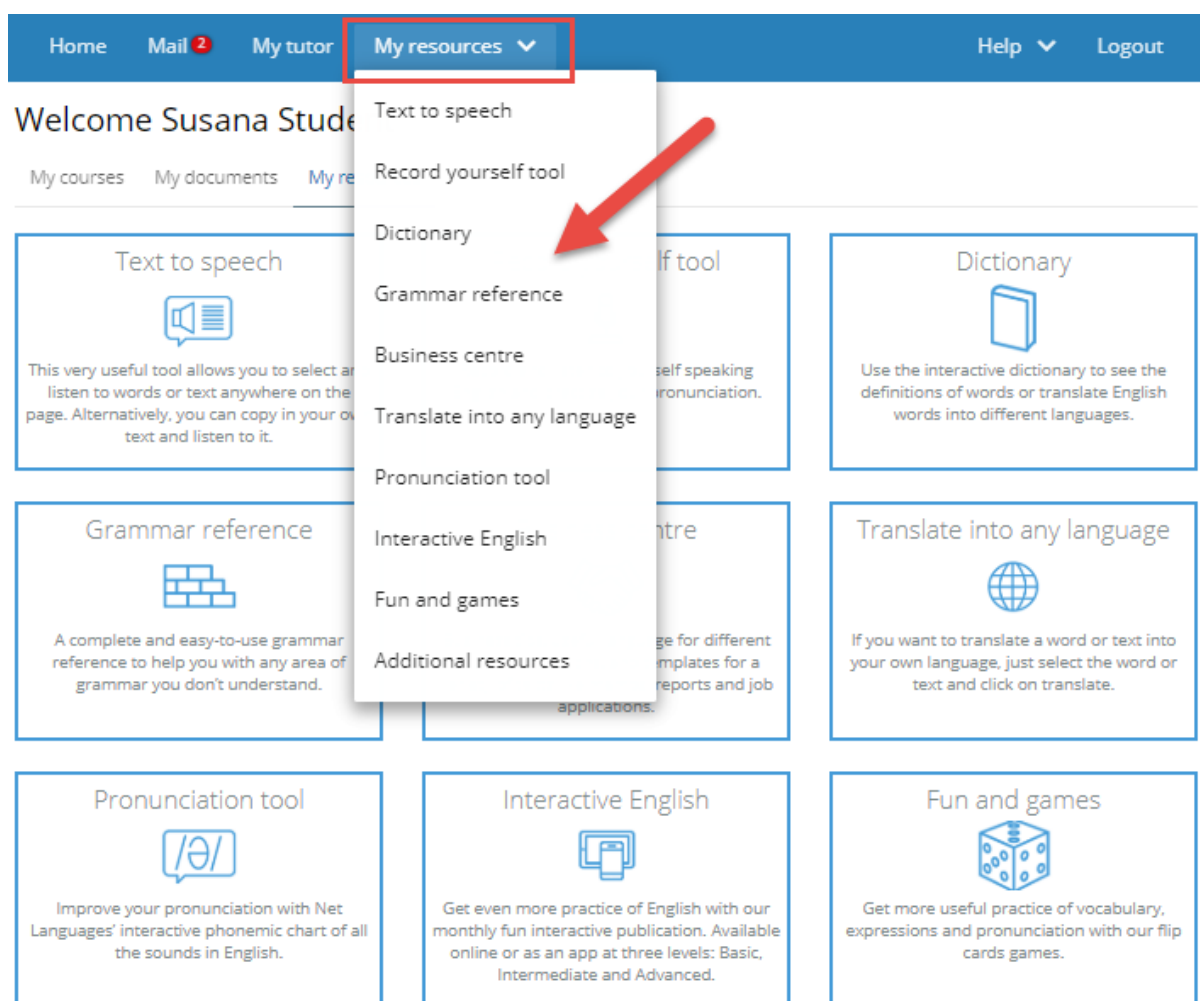 Home Mail 2 My tutor My resources Help Logout
Welcome Susana Stude
My courses My documents My re
Text to speech
Record yourself tool
Dictionary
Grammar reference
Business centre
Translate into any language
Pronunciation tool
Interactive English
Fun and games
Additional resources
Text to speech
This very useful tool allows you to select an
listen to words or text anywhere on the
page. Alternatively, you can copy in your ow
text and listen to it.
lf tool
self speaking
ronunciation.
Dictionary
Use the interactive dictionary to see the
definitions of words or translate English
words into different languages.
Grammar reference
A complete and easy-to-use grammar
reference to help you with any area of
grammar you don't understand.
ntre
ge for different
emplates for a
reports and job
applications.
Translate into any language
If you want to translate a word or text into
your own language, just select the word or
text and click on translate.
Pronunciation tool
/ə/
Improve your pronunciation with Net
Languages' interactive phonemic chart of all
the sounds in English.
Interactive English
Get even more practice of English with our
monthly fun interactive publication. Available
online or as an app at three levels: Basic,
Intermediate and Advanced.
Fun and games
Get more useful practice of vocabulary,
expressions and pronunciation with our flip
cards games.